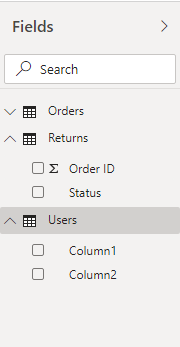 Fields
Search
Orders
Returns
Σ Order ID
Status
Users
Column1
Column2